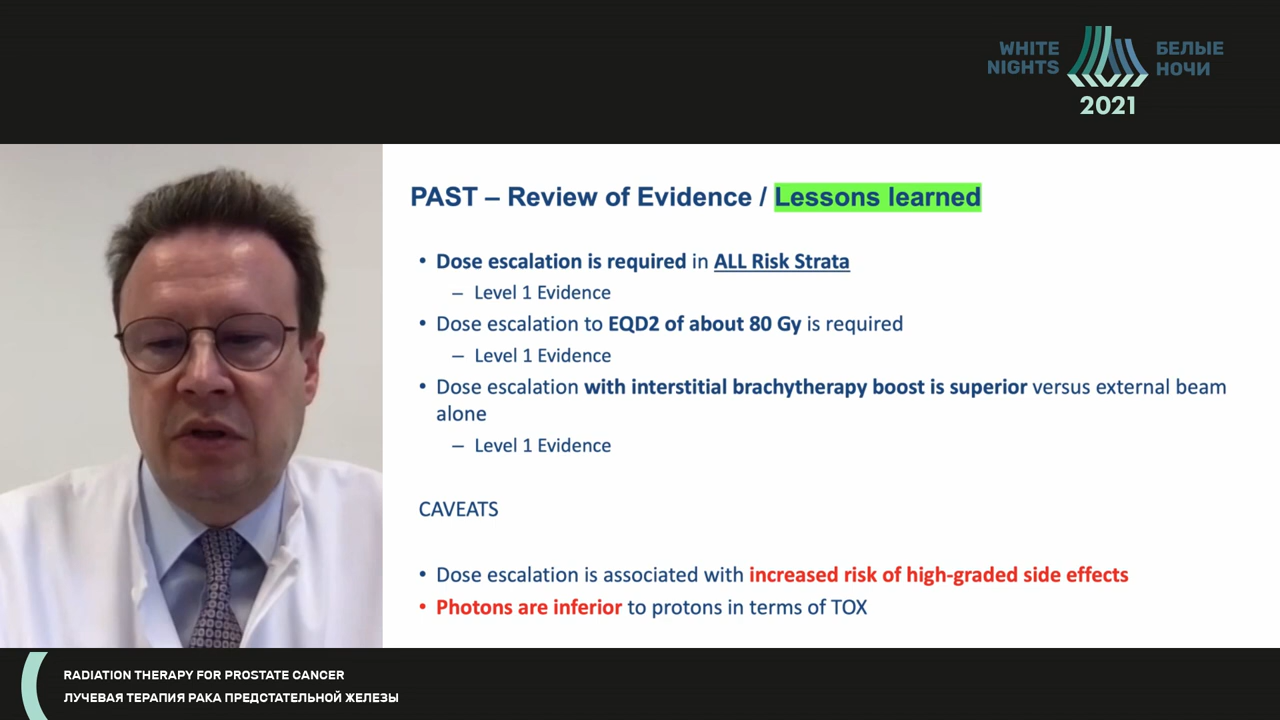 WHITE NIGHTS
БЕЛЫЕ НОЧИ
2021
PAST – Review of Evidence / Lessons learned
• Dose escalation is required in ALL Risk Strata
– Level 1 Evidence
• Dose escalation to EQD2 of about 80 Gy is required
– Level 1 Evidence
• Dose escalation with interstitial brachytherapy boost is superior versus external beam
alone
– Level 1 Evidence
CAVEATS
• Dose escalation is associated with increased risk of high-graded side effects
• Photons are inferior to protons in terms of TOX
RADIATION THERAPY FOR PROSTATE CANCER
ЛУЧЕВАЯ ТЕРАПИЯ РАКА ПРЕДСТАТЕЛЬНОЙ ЖЕЛЕЗЫ